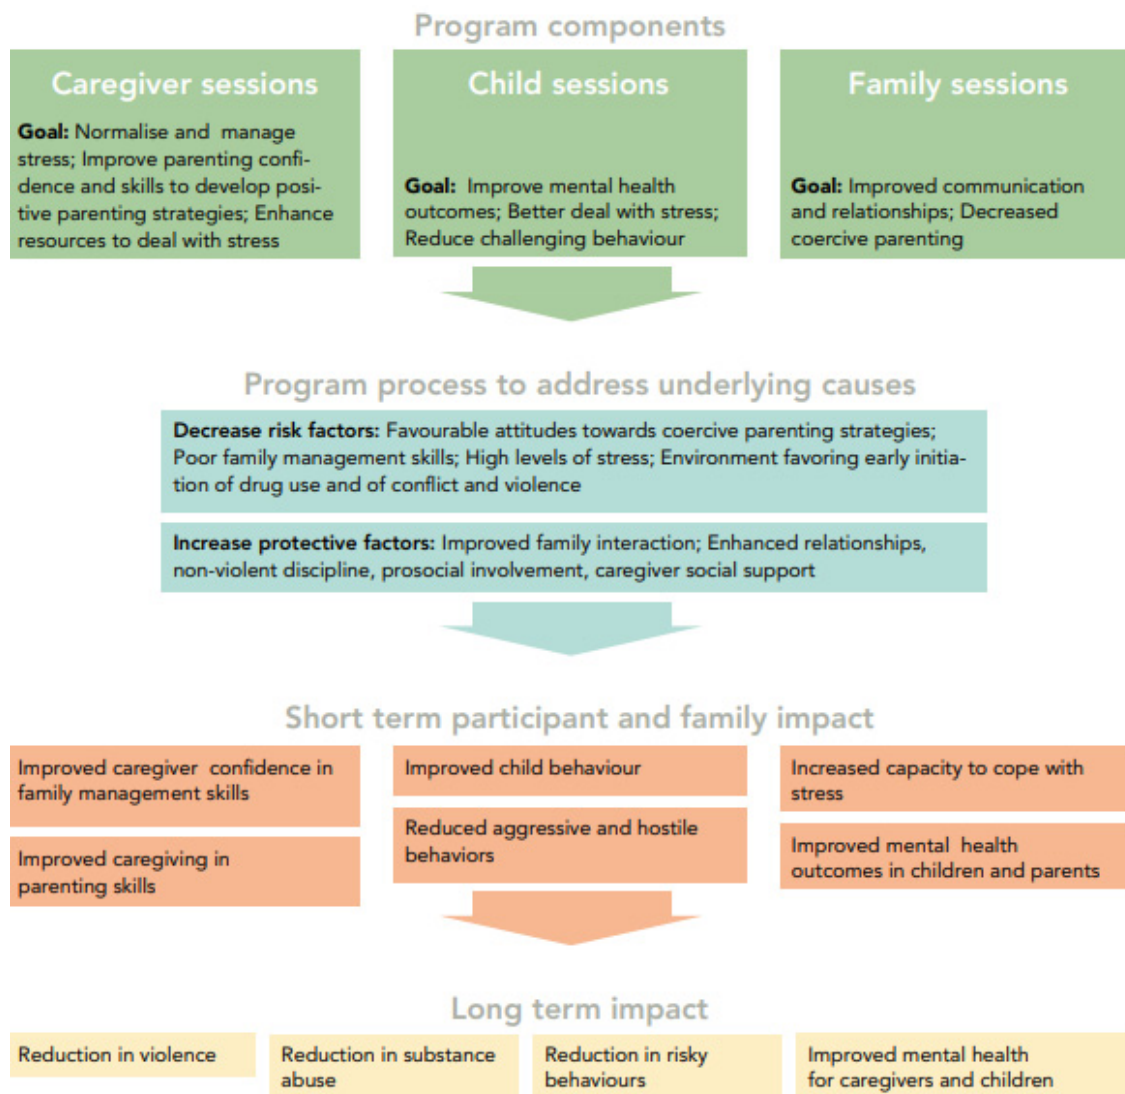 Program components
Caregiver sessions
Goal: Normalise and  manage
stress; Improve parenting confi-
dence and skills to develop posi-
tive parenting strategies; Enhance
resources to deal with stress
Child sessions
Goal:  Improve mental health
outcomes; Better deal with stress;
Reduce challenging behaviour
Family sessions
Goal: Improved communication
and relationships; Decreased
coercive parenting
Program process to address underlying causes
Decrease risk factors: Favourable attitudes towards coercive parenting strategies;
Poor family management skills; High levels of stress; Environment favoring early initia-
tion of drug use and of conflict and violence
Increase protective factors: Improved family interaction; Enhanced relationships,
non-violent discipline, prosocial involvement, caregiver social support
Short term participant and family impact
Improved caregiver  confidence in
family management skills
Improved caregiving in
parenting skills
Improved child behaviour
Reduced aggressive and hostile
behaviors
Increased capacity to cope with
stress
Improved mental  health
outcomes in children and parents
Long term impact
Reduction in violence
Reduction in substance
abuse
Reduction in risky
behaviours
Improved mental health
for caregivers and children